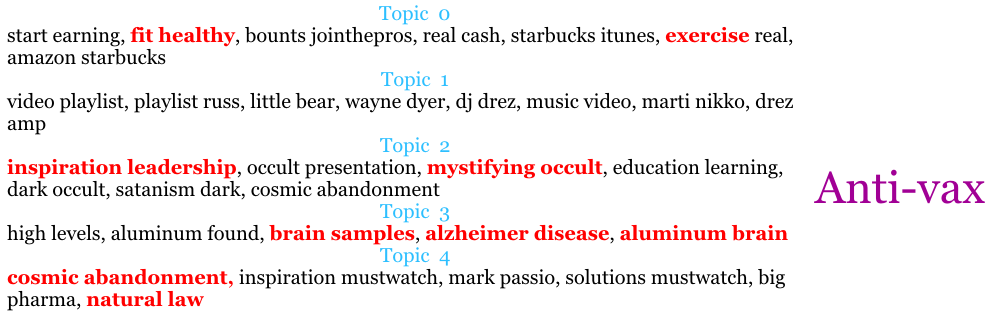 Topic 0
start earning, fit healthy, bounts jointhepros, real cash, starbucks itunes, exercise real,
amazon starbucks
Topic 1
video playlist, playlist russ, little bear, wayne dyer, dj drez, music video, marti nikko, drez
amp
Topic 2
inspiration leadership, occult presentation, mystifying occult, education learning,
dark occult, satanism dark, cosmic abandonment
Anti-vax
Topic 3
high levels, aluminum found, brain samples, alzheimer disease, aluminum brain
Topic 4
cosmic abandonment, inspiration mustwatch, mark passio, solutions mustwatch, big
pharma, natural law